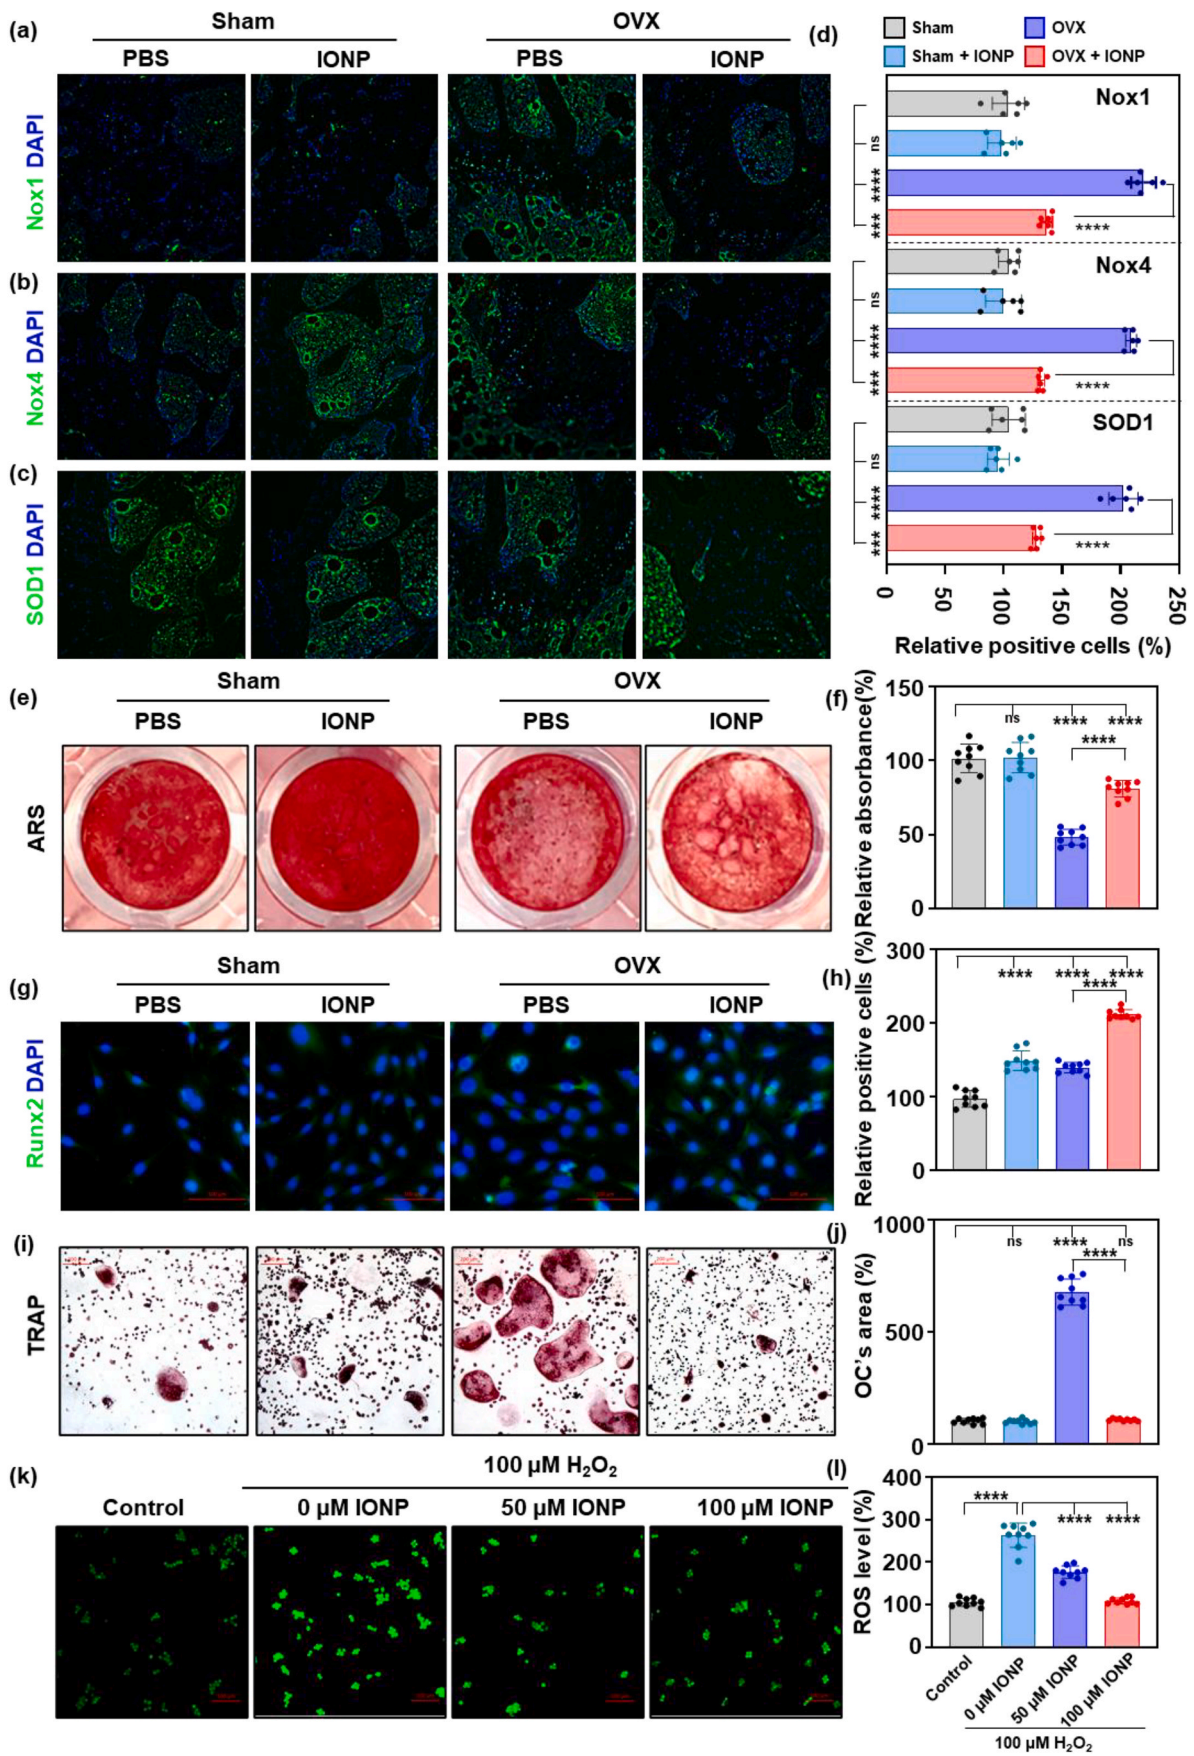 (a)
Sham
OVX
PBS
IONP
PBS
IONP
Nox1 DAPI
(b)
Nox4 DAPI
(c)
SOD1 DAPI
(d)
Sham
OVX
Sham + IONP
OVX + IONP
Nox1
ns
****
***
****
Nox4
ns
****
***
****
SOD1
ns
****
***
****
0
50
100
150
200
250
Relative positive cells (%)
(e)
Sham
OVX
PBS
IONP
PBS
IONP
ARS
(f)
Relative absorbance(%)
150
100
50
0
ns
****
****
****
(g)
Sham
OVX
PBS
IONP
PBS
IONP
Runx2 DAPI
(h)
Relative positive cells (%)
300
200
100
0
****
****
****
****
(i)
TRAP
(j)
OC's area (%)
1000
500
0
ns
****
ns
****
(k)
100 µM H₂O₂
Control
0 µM IONP
50 µM IONP
100 µM IONP
(l)
ROS level (%)
400
300
200
100
0
****
****
****
Control
0 µM IONP
50 µM IONP
100 µM IONP
100 µM H₂O₂